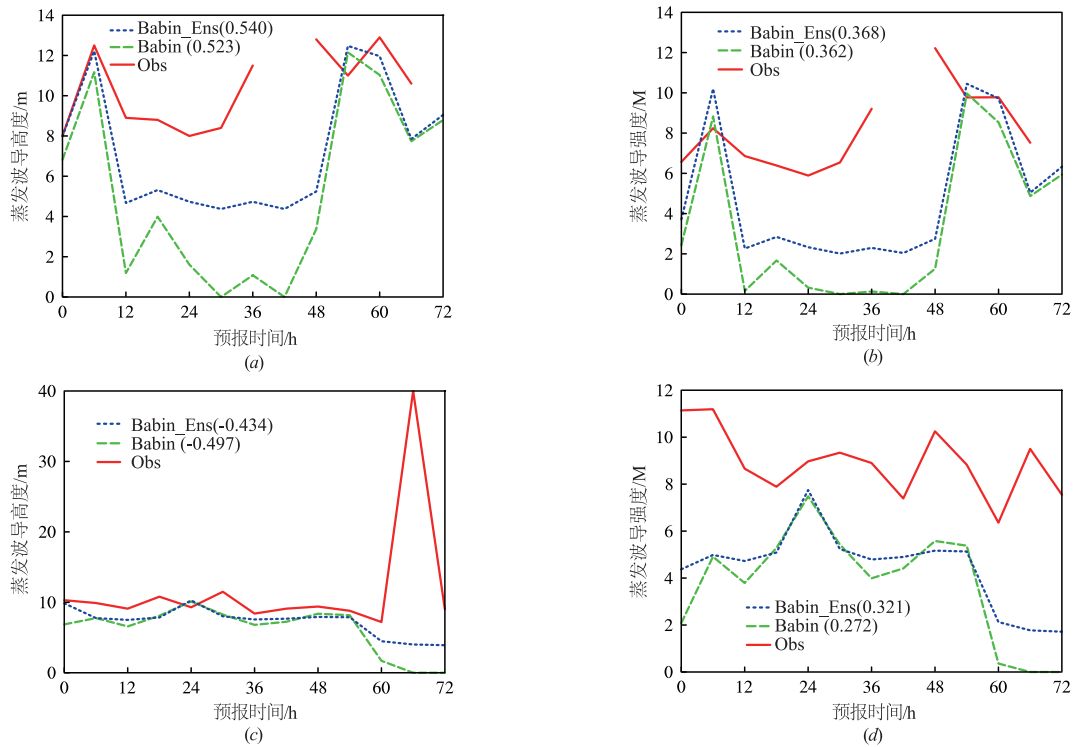 14
12
10
8
6
4
2
0
蒸发波导高度/m
Babin_Ens(0.540)
Babin (0.523)
Obs
0 12 24 36 48 60 72
预报时间/h
(a)
14
12
10
8
6
4
2
0
蒸发波导强度/M
Babin_Ens(0.368)
Babin (0.362)
Obs
0 12 24 36 48 60 72
预报时间/h
(b)
40
30
20
10
0
蒸发波导高度/m
Babin_Ens(-0.434)
Babin (-0.497)
Obs
0 12 24 36 48 60 72
预报时间/h
(c)
12
10
8
6
4
2
0
蒸发波导强度/M
Babin_Ens(0.321)
Babin (0.272)
Obs
0 12 24 36 48 60 72
预报时间/h
(d)